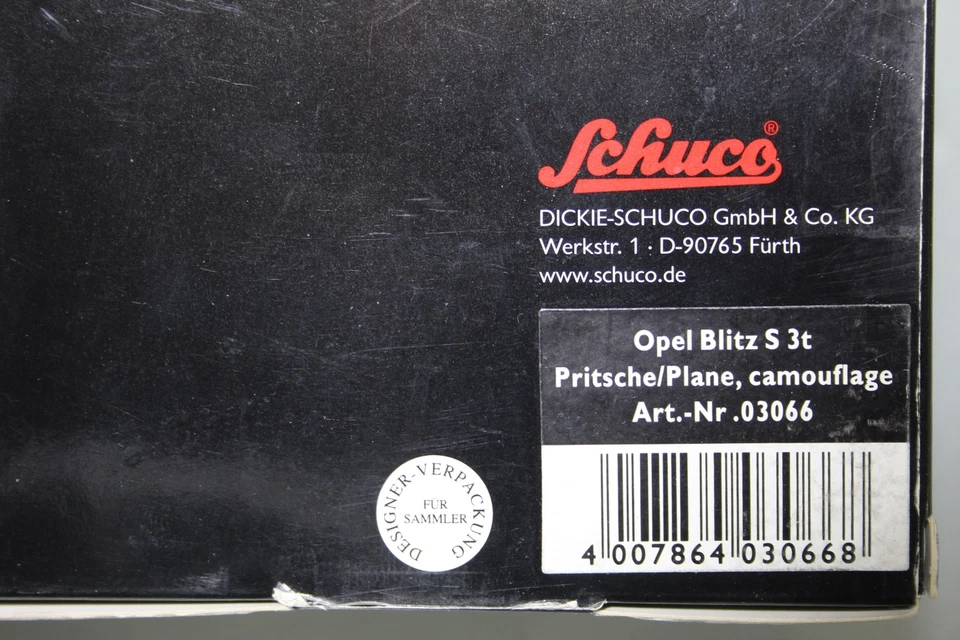 Schuco®
DICKIE-SCHUCO GmbH & Co. KG
Werkstr. 1 · D-90765 Fürth
www.schuco.de
Opel Blitz S 3t
Pritsche/Plane, camouflage
Art.-Nr .03066
4 007864 030668
DESIGNER-VERPACKUNG
FÜR
SAMMLER